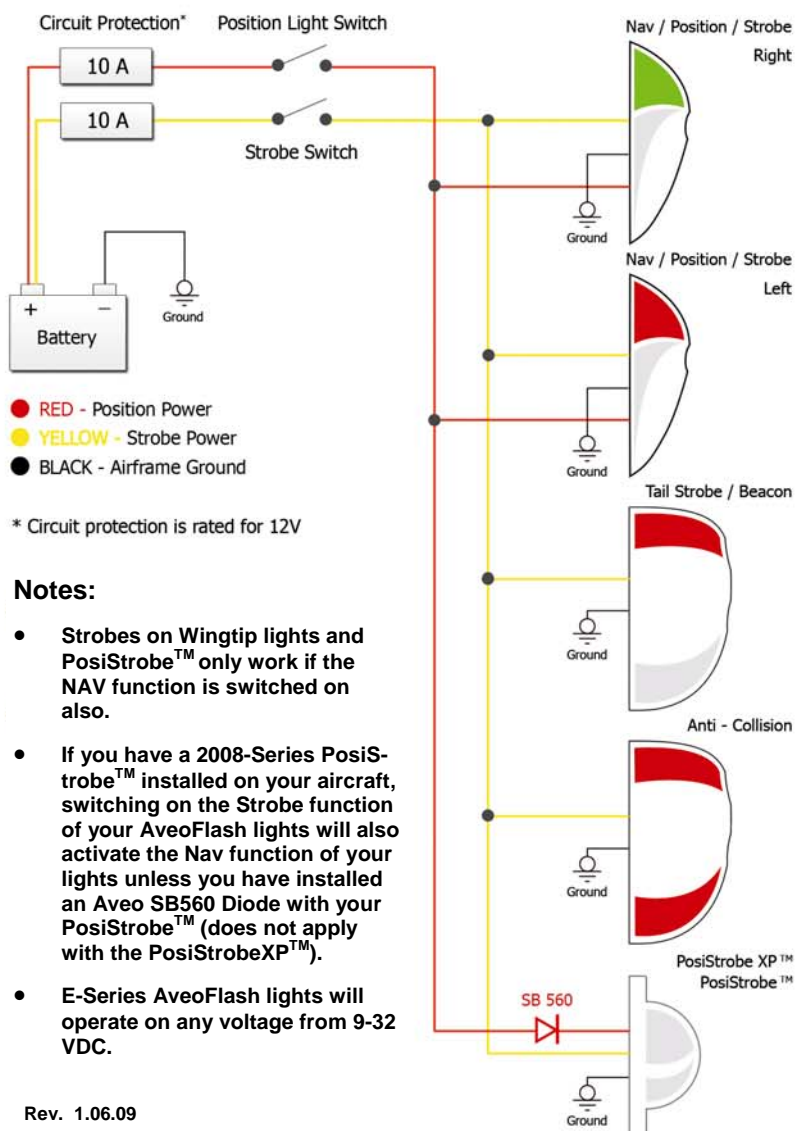 Circuit Protection*
Position Light Switch
10 A
10 A
Strobe Switch
+
–
Battery
Ground
RED - Position Power
YELLOW - Strobe Power
BLACK - Airframe Ground
* Circuit protection is rated for 12V
Notes:
• Strobes on Wingtip lights and
PosiStrobe™ only work if the
NAV function is switched on
also.
• If you have a 2008-Series PosiS-
trobe™ installed on your aircraft,
switching on the Strobe function
of your AveoFlash lights will also
activate the Nav function of your
lights unless you have installed
an Aveo SB560 Diode with your
PosiStrobe™ (does not apply
with the PosiStrobeXP™).
• E-Series AveoFlash lights will
operate on any voltage from 9-32
VDC.
Rev. 1.06.09
Nav / Position / Strobe
Right
Ground
Nav / Position / Strobe
Left
Ground
Tail Strobe / Beacon
Ground
Anti - Collision
Ground
PosiStrobe XP™
PosiStrobe™
SB 560
Ground